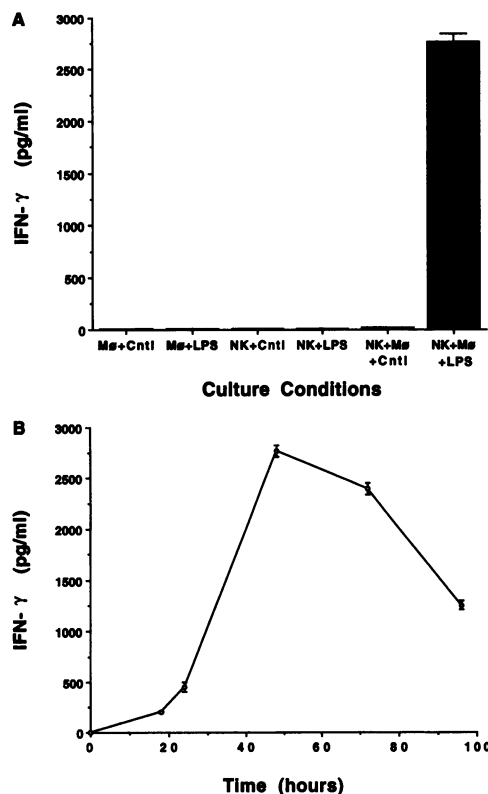 A
3000
2500
2000
1500
1000
500
0
IFN-γ (pg/ml)
Mø+Cntl Mø+LPS NK+Cntl NK+LPS NK+Mø +Cntl NK+Mø +LPS
Culture Conditions
B
3000
2500
2000
1500
1000
500
0
IFN-γ (pg/ml)
0 20 40 60 80 100
Time (hours)